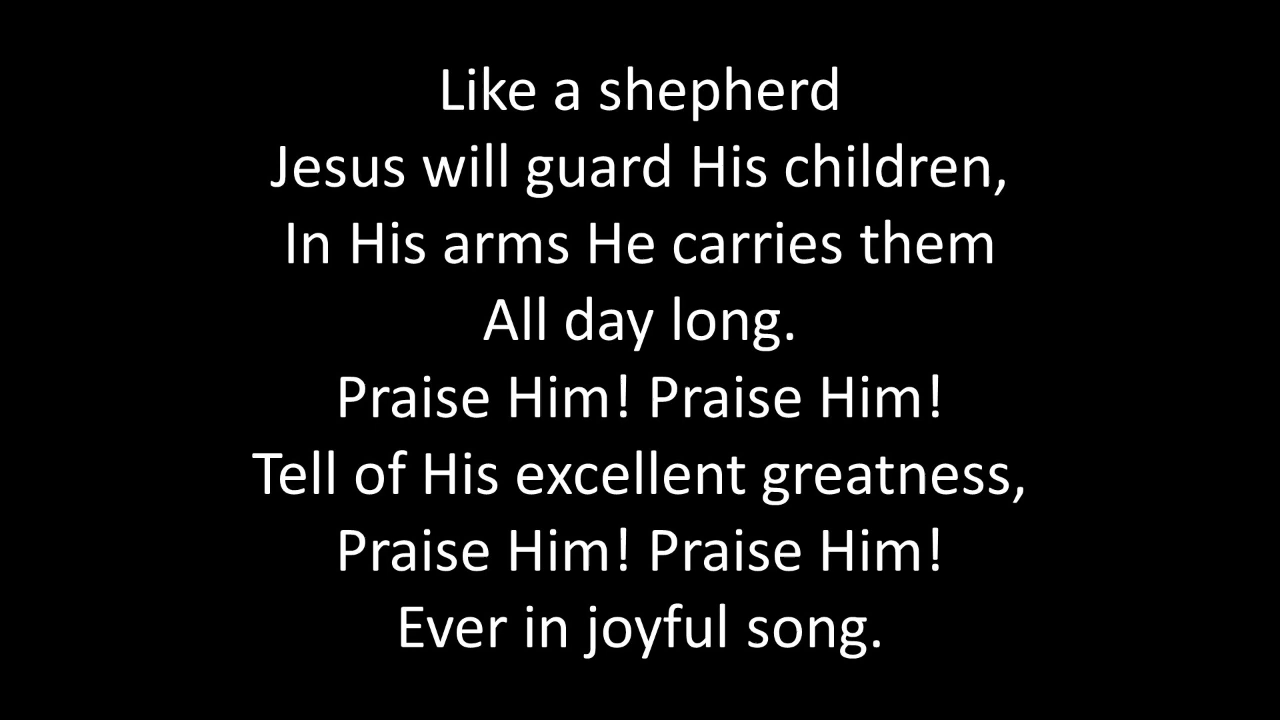 Like a shepherd
Jesus will guard His children,
In His arms He carries them
All day long.
Praise Him! Praise Him!
Tell of His excellent greatness,
Praise Him! Praise Him!
Ever in joyful song.